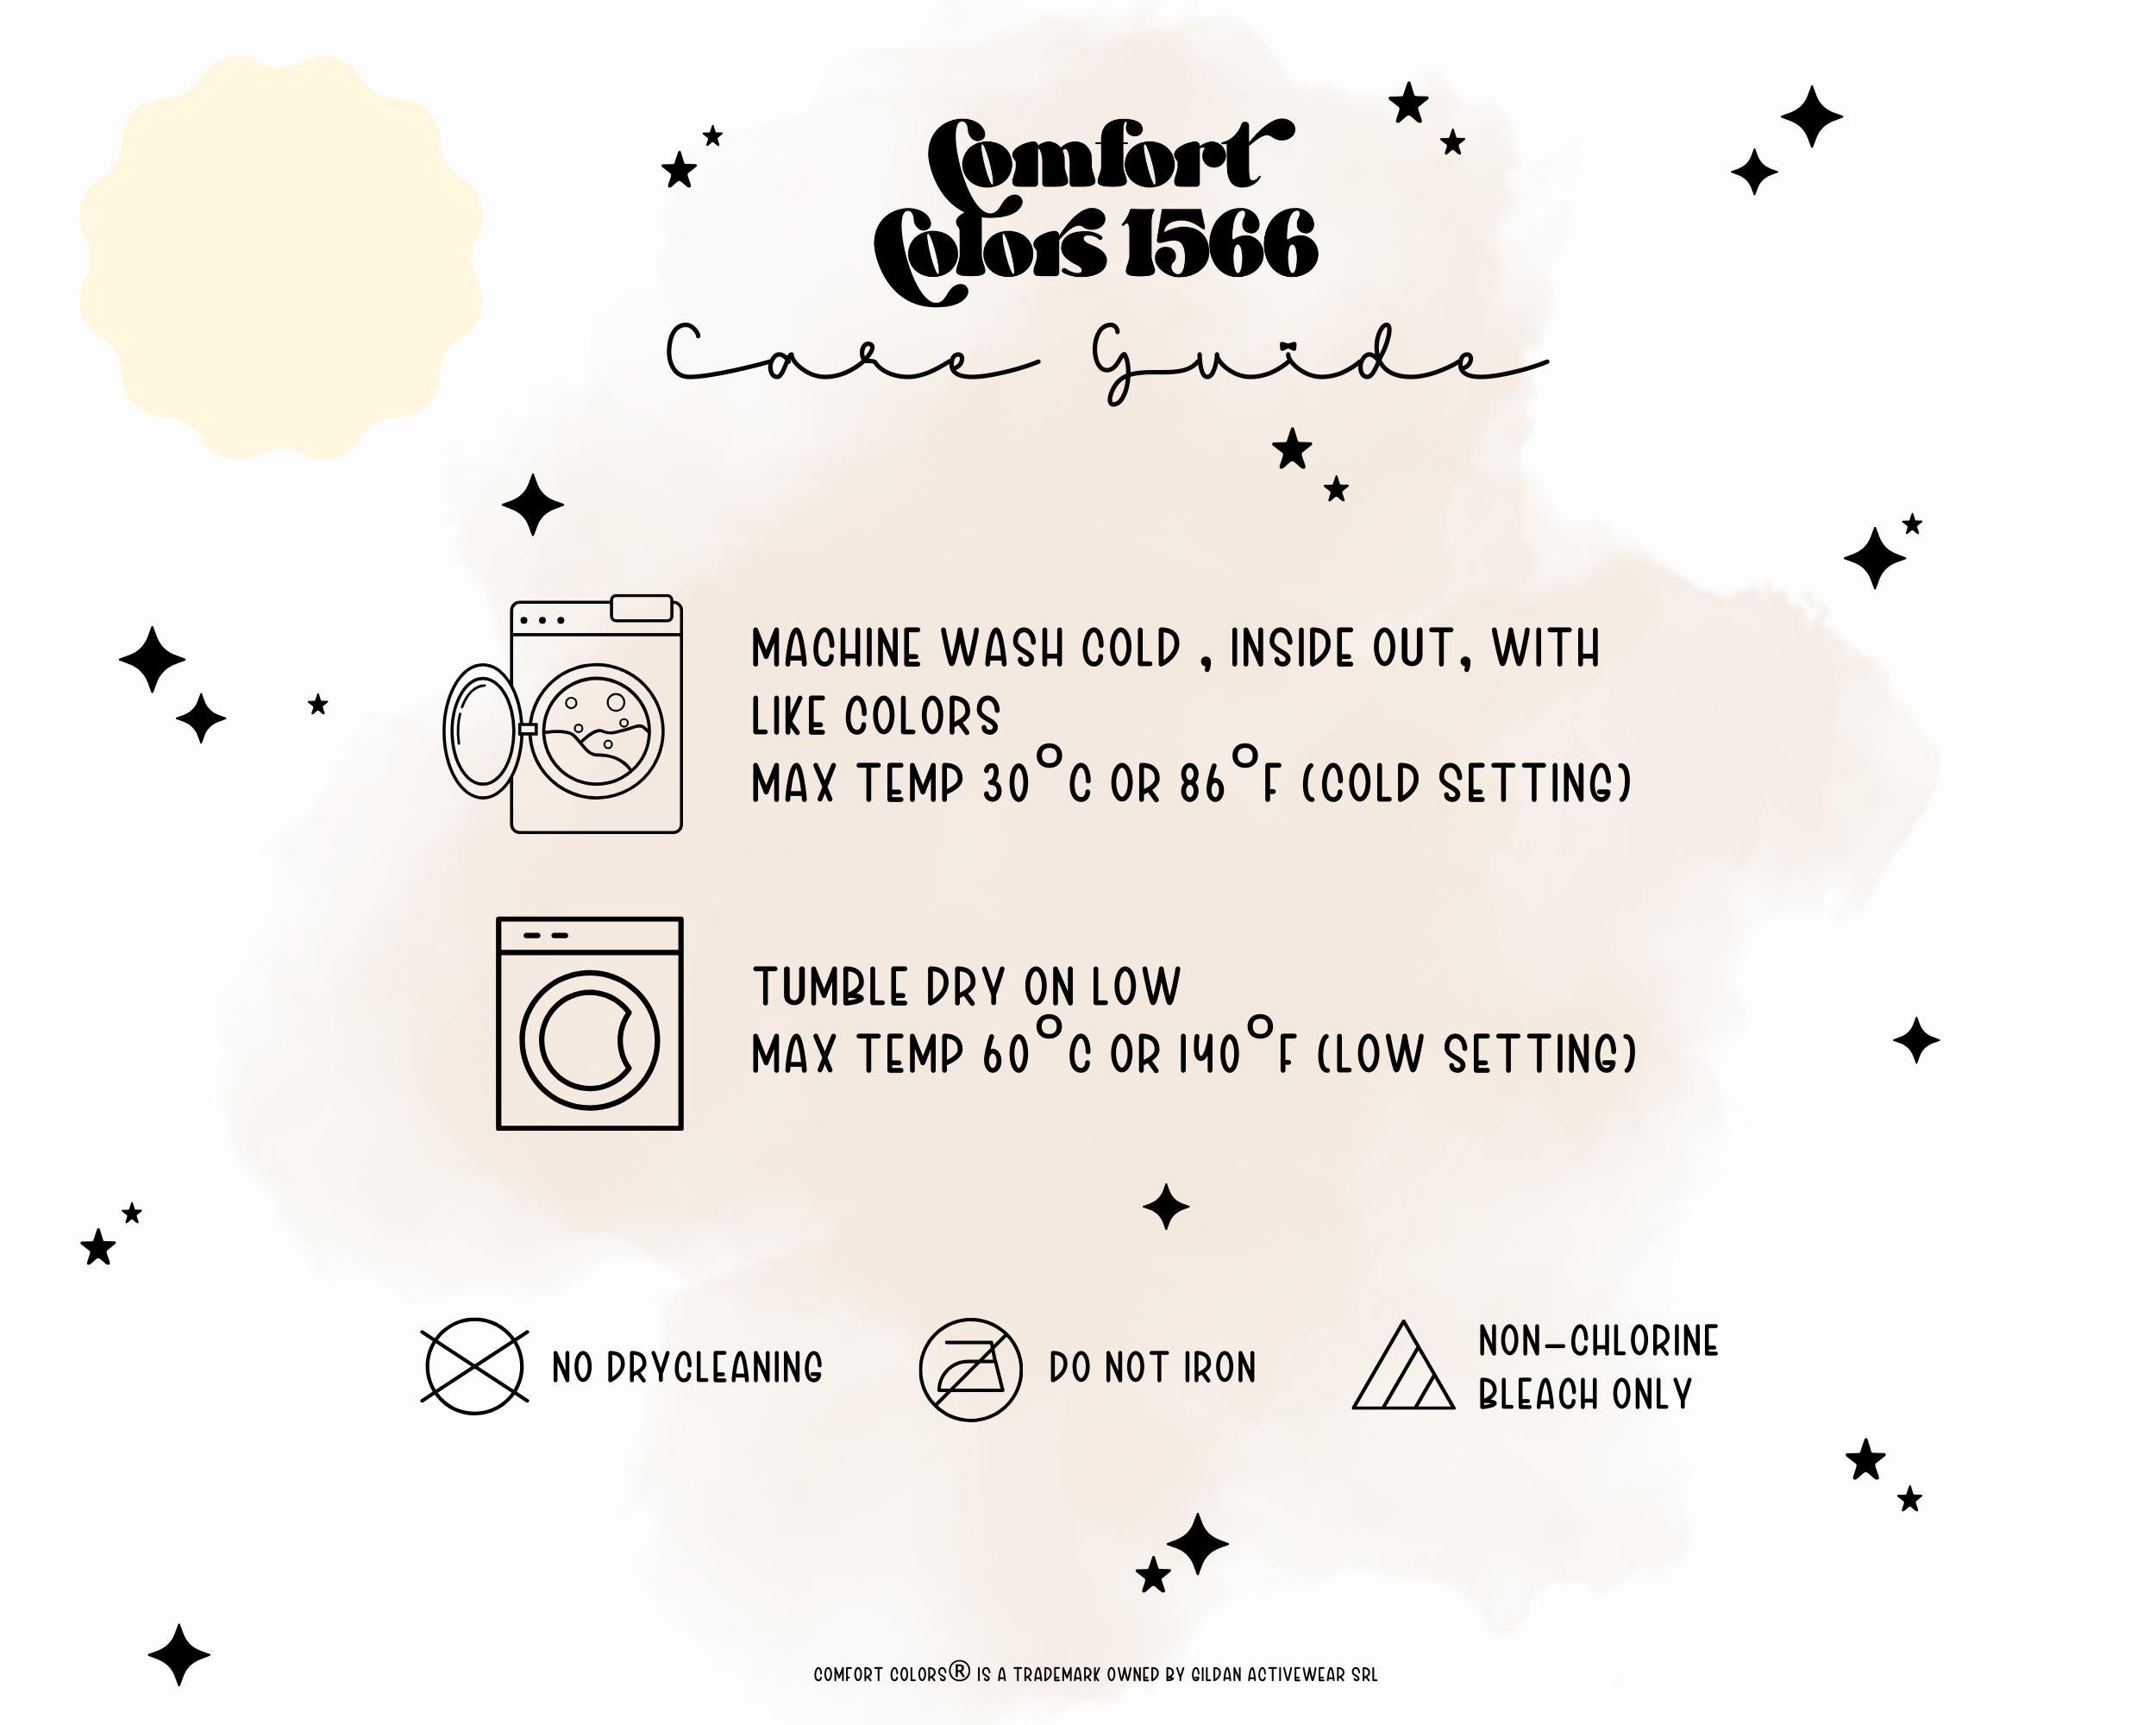 Comfort
Colors 1566
Care Guide
MACHINE WASH COLD , INSIDE OUT, WITH
LIKE COLORS
MAX TEMP 30°C OR 86°F (COLD SETTING)
TUMBLE DRY ON LOW
MAX TEMP 60°C OR 140°F (LOW SETTING)
NO DRYCLEANING
DO NOT IRON
NON-CHLORINE
BLEACH ONLY
COMFORT COLORS® IS A TRADEMARK OWNED BY GILDAN ACTIVEWEAR SRL